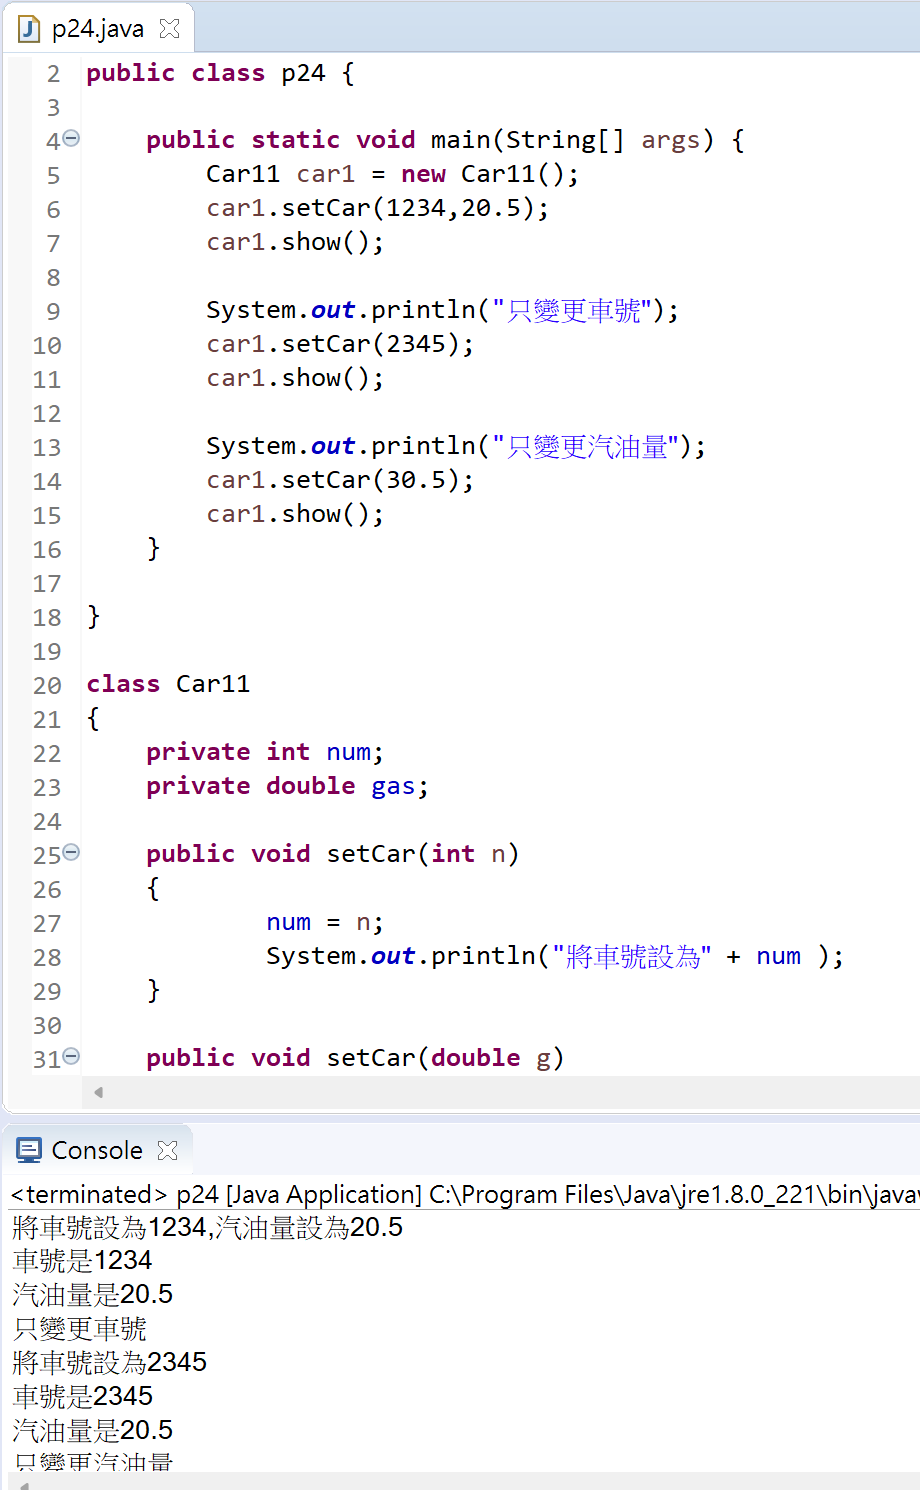 p24.java
2 public class p24 {
3
4 public static void main(String[] args) {
5 Car11 car1 = new Car11();
6 car1.setCar(1234,20.5);
7 car1.show();
8
9 System.out.println("只變更車號");
10 car1.setCar(2345);
11 car1.show();
12
13 System.out.println("只變更汽油量");
14 car1.setCar(30.5);
15 car1.show();
16 }
17
18 }
19
20 class Car11
21 {
22 private int num;
23 private double gas;
24
25 public void setCar(int n)
26 {
27 num = n;
28 System.out.println("將車號設為" + num );
29 }
30
31 public void setCar(double g)
Console
<terminated> p24 [Java Application] C:\Program Files\Java\jre1.8.0_221\bin\javaw
將車號設為1234,汽油量設為20.5
車號是1234
汽油量是20.5
只變更車號
將車號設為2345
車號是2345
汽油量是20.5
只變更汽油量